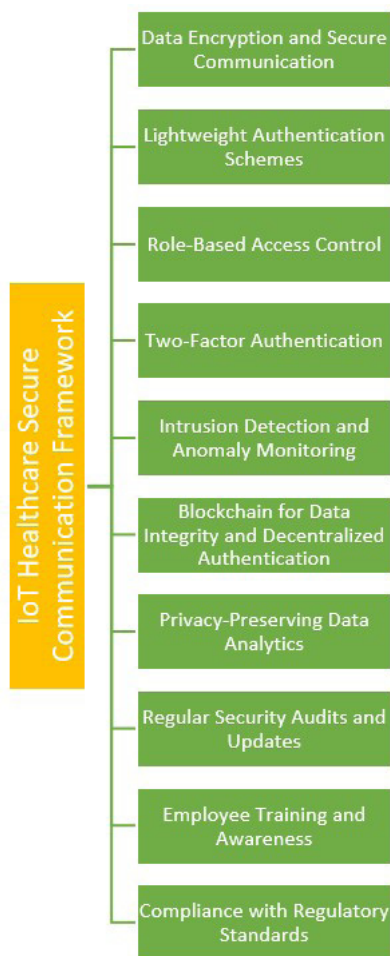 IoT Healthcare Secure
Communication Framework
Data Encryption and Secure
Communication
Lightweight Authentication
Schemes
Role-Based Access Control
Two-Factor Authentication
Intrusion Detection and
Anomaly Monitoring
Blockchain for Data
Integrity and Decentralized
Authentication
Privacy-Preserving Data
Analytics
Regular Security Audits and
Updates
Employee Training and
Awareness
Compliance with Regulatory
Standards